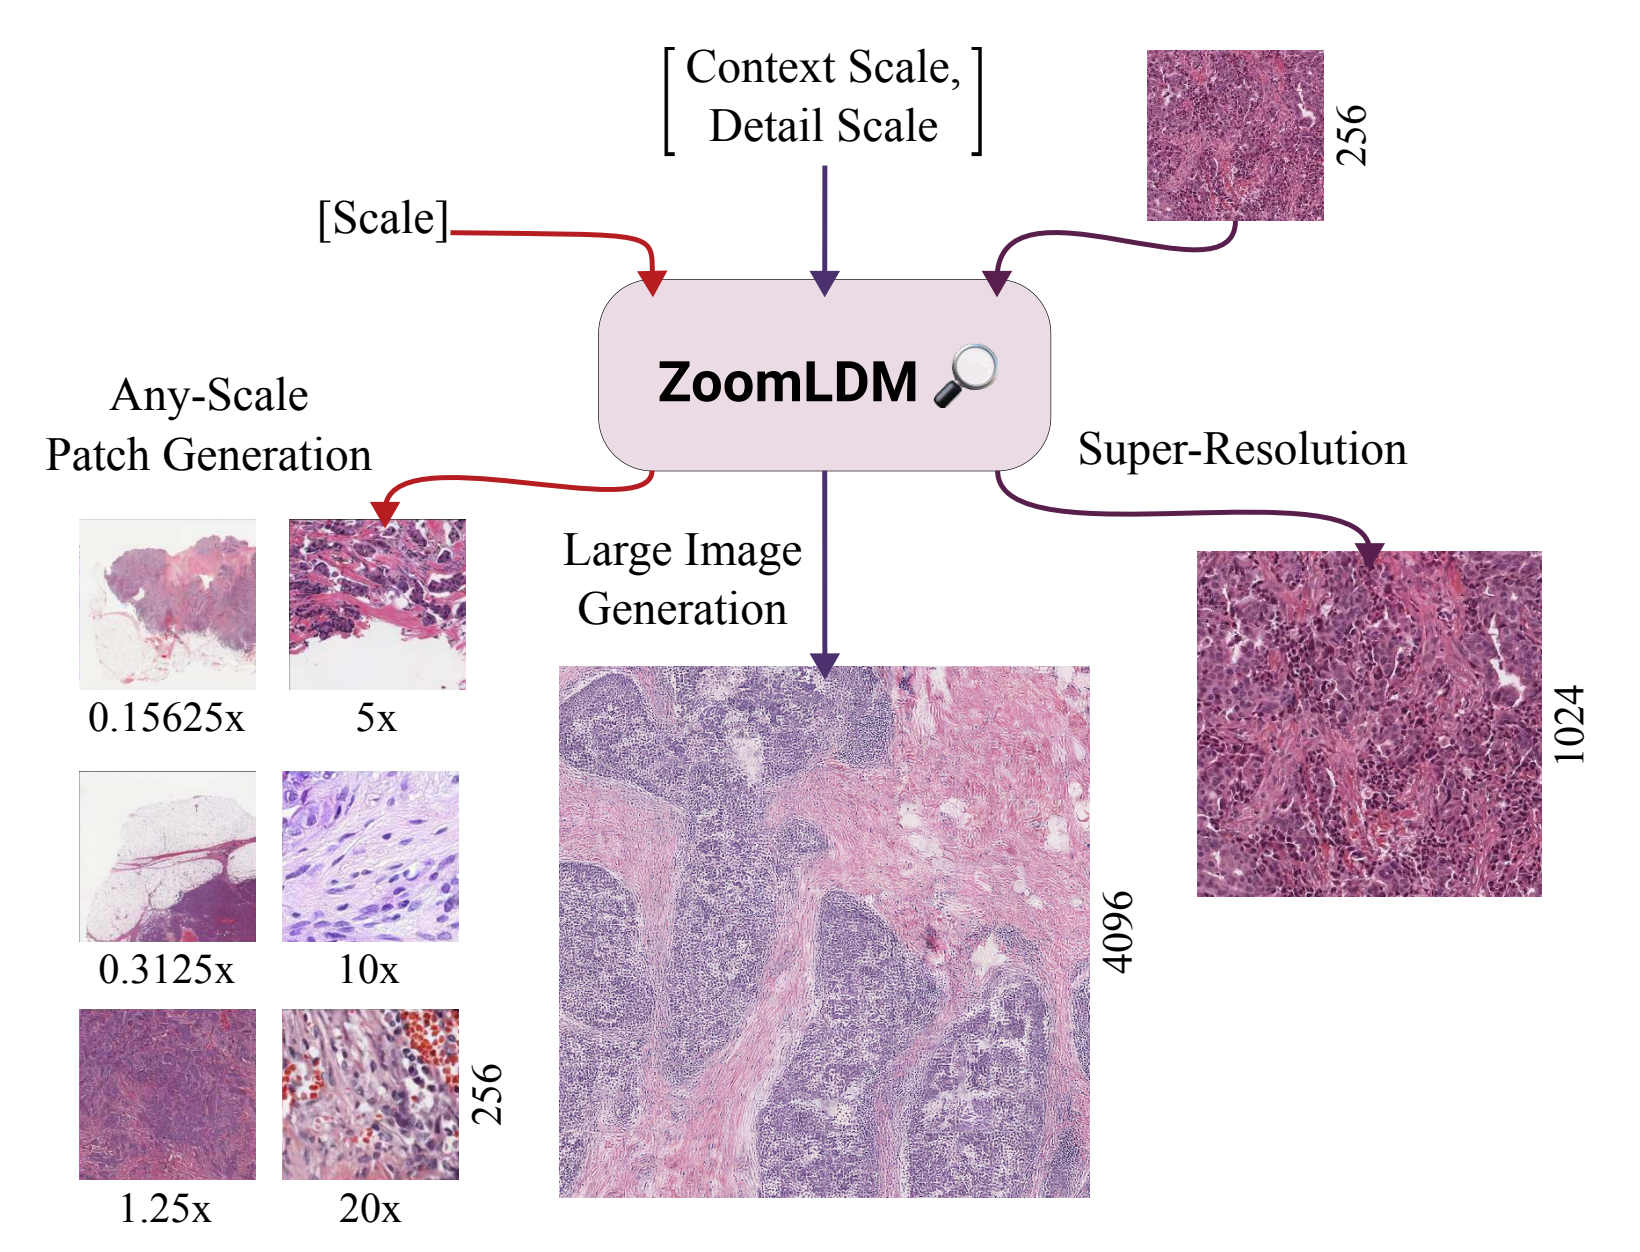 [Context Scale,
Detail Scale]
256
[Scale]
ZoomLDM
Any-Scale
Patch Generation
Super-Resolution
Large Image
Generation
0.15625x
5x
1024
0.3125x
10x
4096
256
1.25x
20x